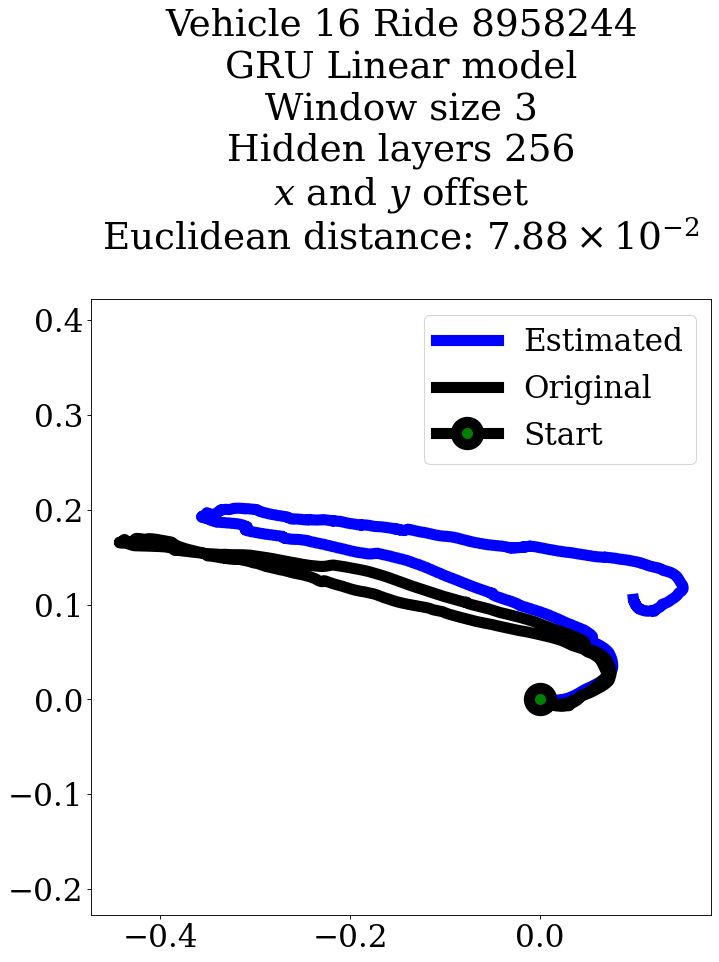 Vehicle 16 Ride 8958244
GRU Linear model
Window size 3
Hidden layers 256
x and y offset
Euclidean distance: 7.88 × 10⁻²
Estimated
Original
Start
0.4
0.3
0.2
0.1
0.0
−0.1
−0.2
−0.4 −0.2 0.0